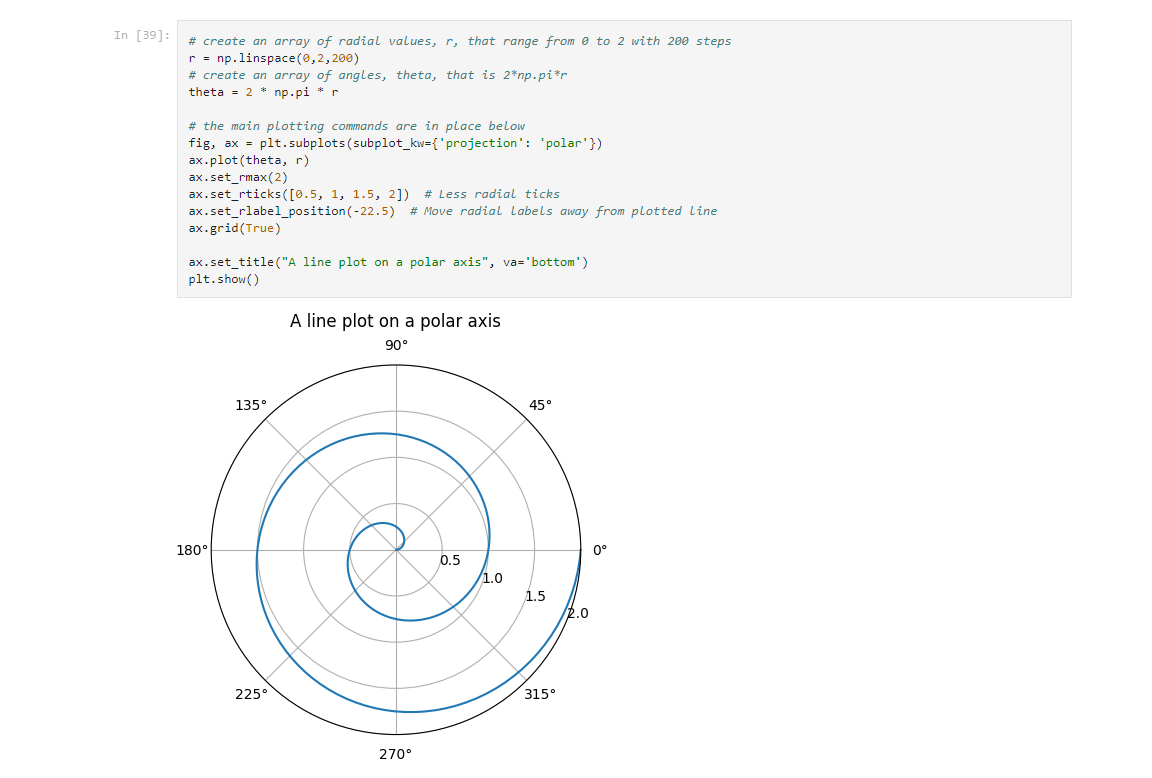 In [39]:
# create an array of radial values, r, that range from 0 to 2 with 200 steps
r = np.linspace(0,2,200)
# create an array of angles, theta, that is 2*np.pi*r
theta = 2 * np.pi * r
# the main plotting commands are in place below
fig, ax = plt.subplots(subplot_kw={'projection': 'polar'})
ax.plot(theta, r)
ax.set_rmax(2)
ax.set_rticks([0.5, 1, 1.5, 2])  # Less radial ticks
ax.set_rlabel_position(-22.5)  # Move radial labels away from plotted line
ax.grid(True)
ax.set_title("A line plot on a polar axis", va='bottom')
plt.show()
A line plot on a polar axis
90°
135°
45°
180°
0°
0.5
1.0
1.5
2.0
225°
315°
270°